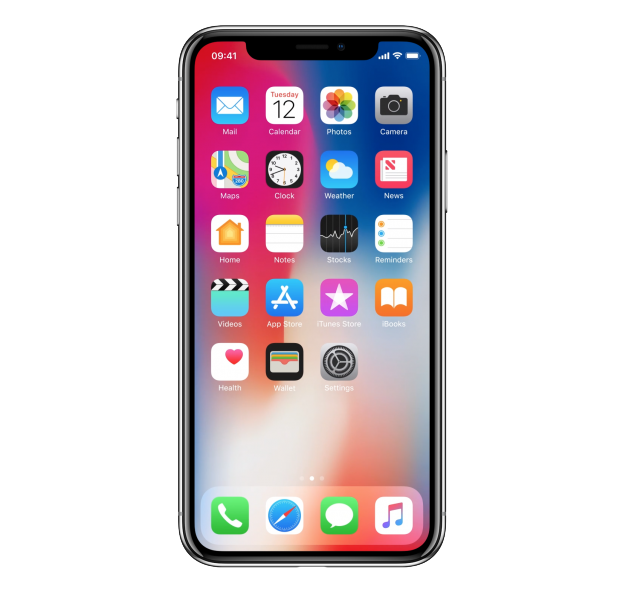 09:41
Tuesday
12
Mail
Calendar
Photos
Camera
280
Maps
Clock
Weather
News
Home
Notes
Stocks
Reminders
Videos
App Store
iTunes Store
iBooks
Health
Wallet
Settings